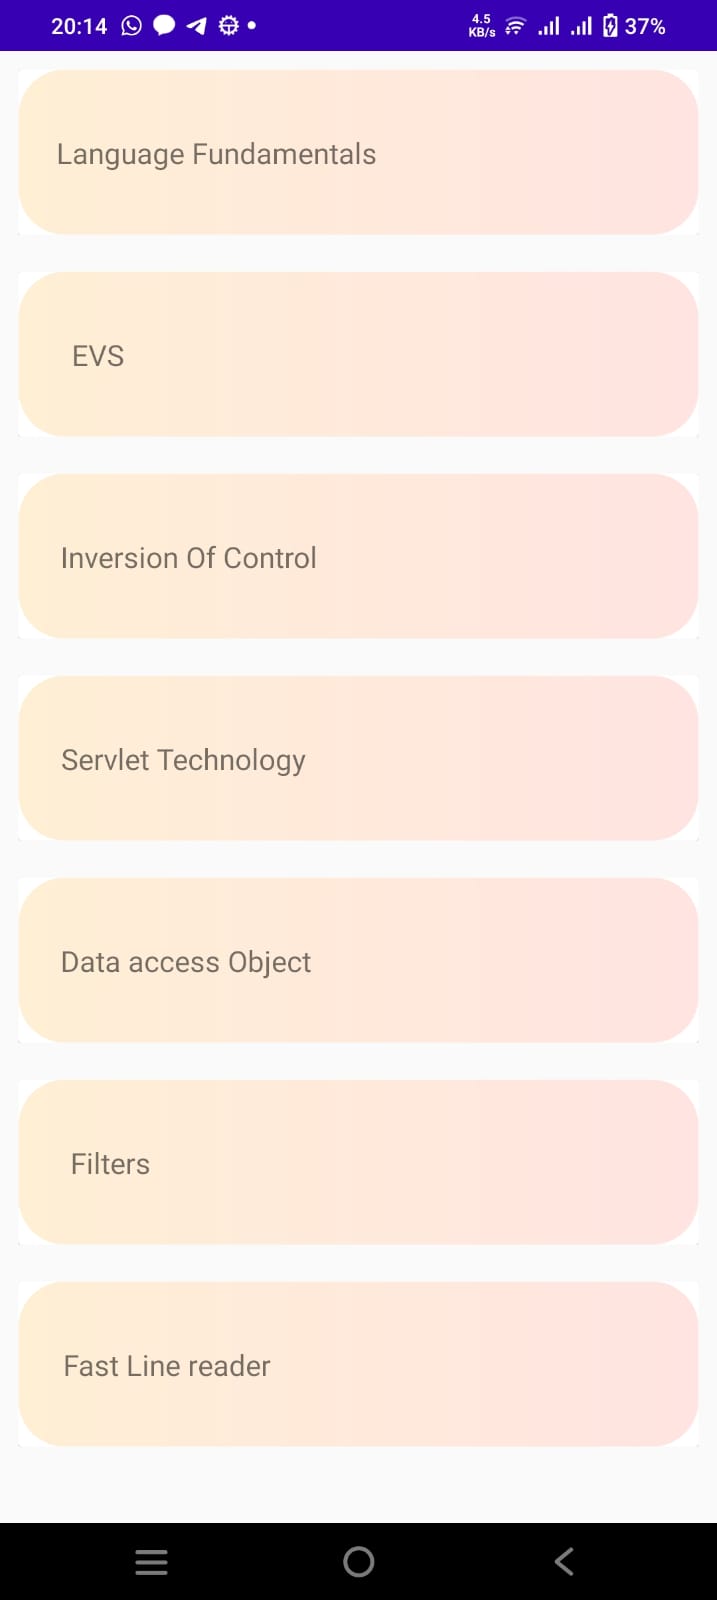 20:14
4.5
KB/s
37%
Language Fundamentals
EVS
Inversion Of Control
Servlet Technology
Data access Object
Filters
Fast Line reader